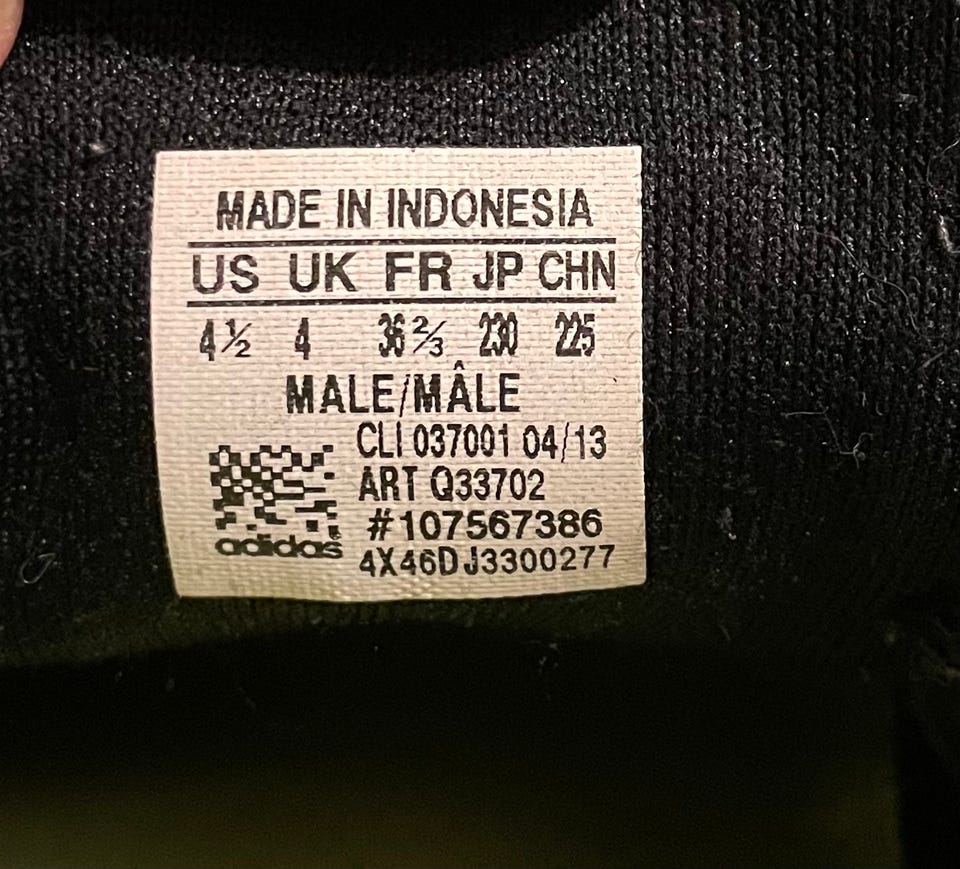 MADE IN INDONESIA
US UK FR JP CHN
4½ 4 36⅔ 230 225
MALE/MÂLE
CLI 037001 04/13
ART Q33702
#107567386
adidas
4X46DJ3300277